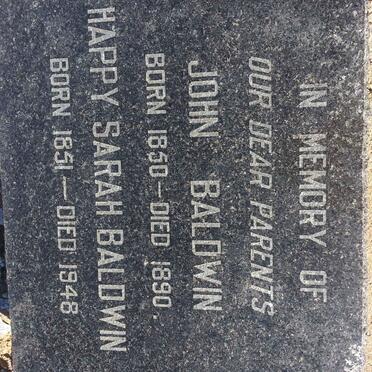 IN MEMORY OF
OUR DEAR PARENTS
JOHN BALDWIN
BORN 1850—DIED 1890.
HAPPY SARAH BALDWIN
BORN 1851—DIED 1948